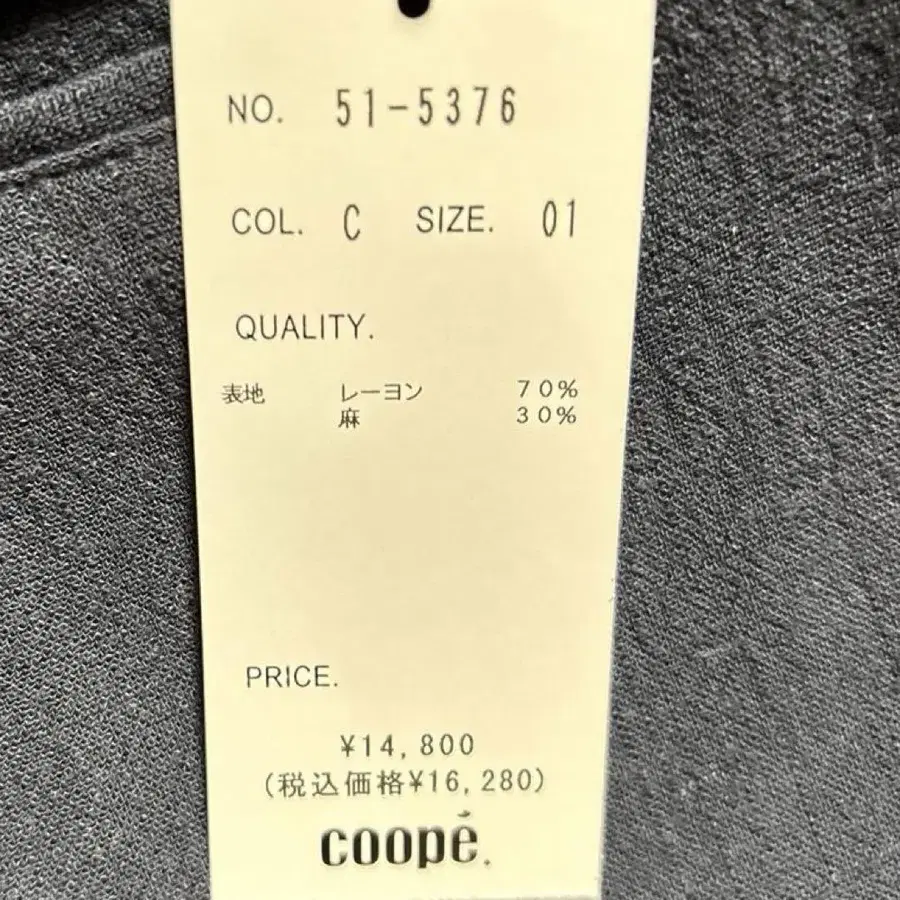 NO. 51-5376
COL. C SIZE. 01
QUALITY.
表地 レーヨン 70%
麻 30%
PRICE.
¥14,800
(税込価格¥16,280)
coopé.